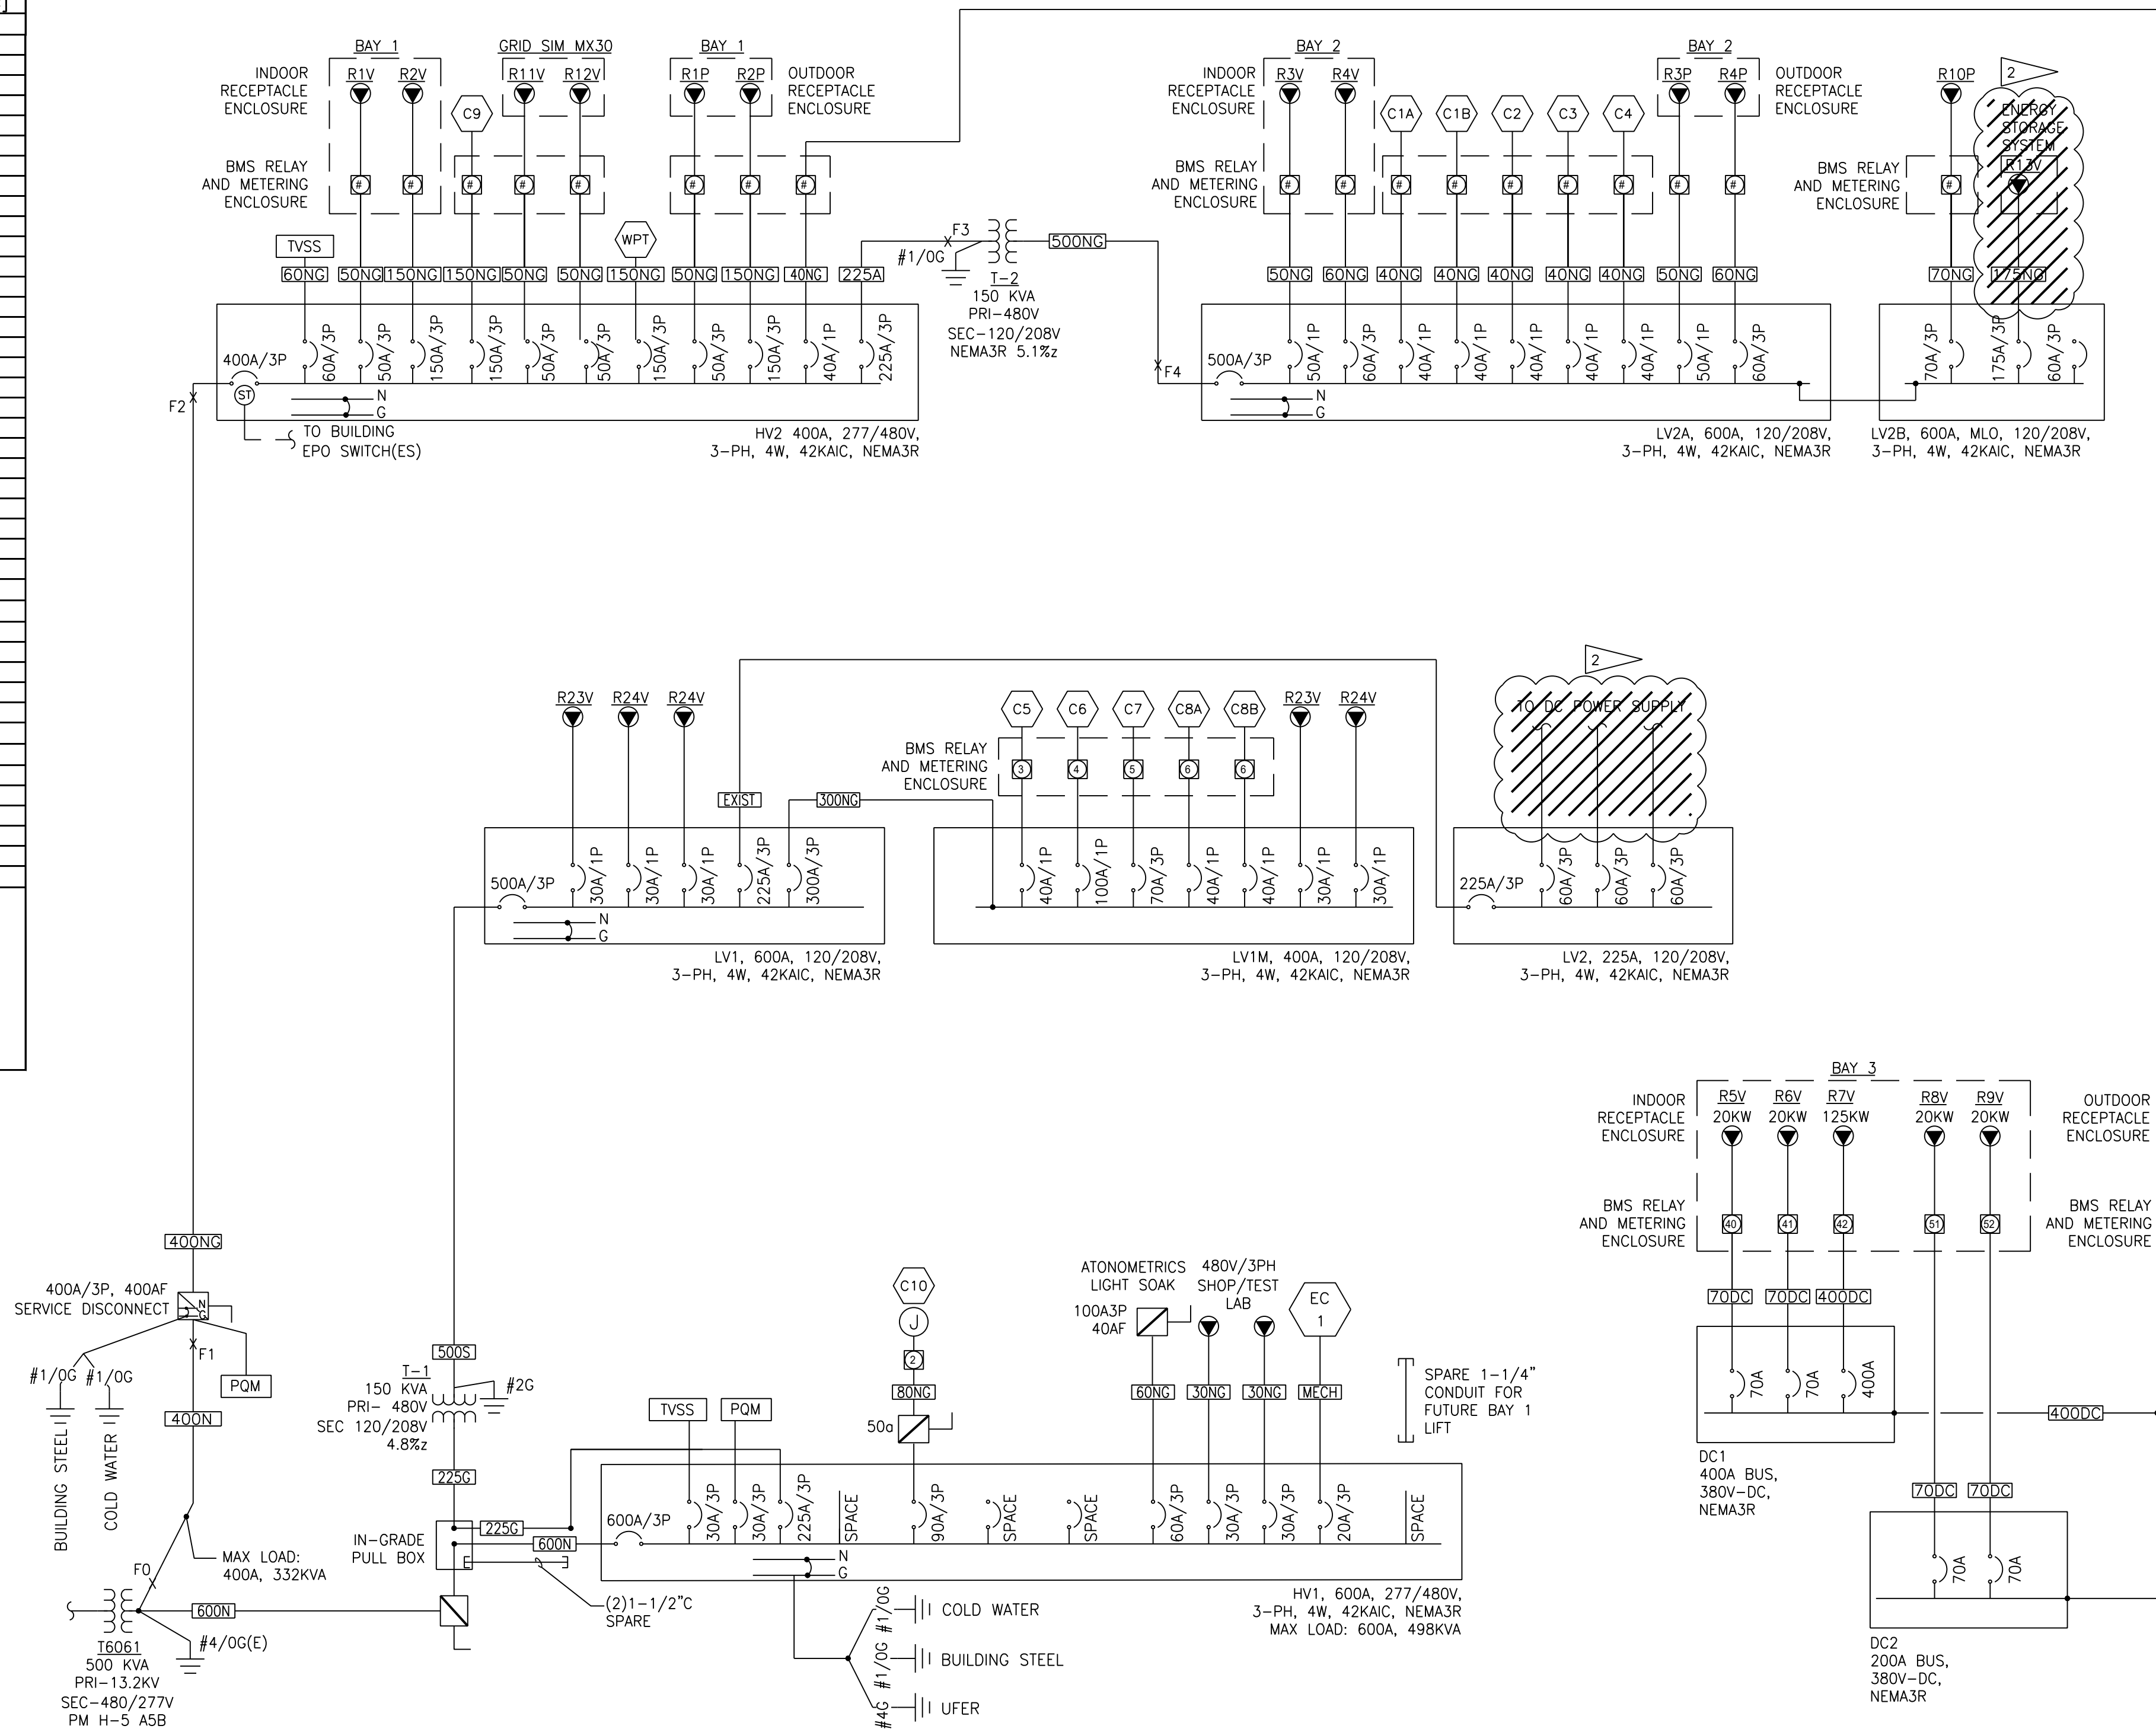 BAY 1
GRID SIM MX30
BAY 1
INDOOR
RECEPTACLE
ENCLOSURE
R1V R2V
R11V R12V
R1P R2P
OUTDOOR
RECEPTACLE
ENCLOSURE
C9
BMS RELAY
AND METERING
ENCLOSURE
# # # # # # # #
TVSS
WPT
60NG 50NG 150NG 150NG 50NG 50NG 150NG 50NG 150NG 40NG 225A
400A/3P
ST
60A/3P
50A/3P
150A/3P
150A/3P
50A/3P
50A/3P
150A/3P
50A/3P
150A/3P
40A/1P
225A/3P
N
G
F2
TO BUILDING
EPO SWITCH(ES)
HV2 400A, 277/480V,
3-PH, 4W, 42KAIC, NEMA3R
F3
#1/0G
T-2
150 KVA
PRI-480V
SEC-120/208V
NEMA3R 5.1%z
500NG
F4
BAY 2
BAY 2
INDOOR
RECEPTACLE
ENCLOSURE
R3V R4V
C1A C1B C2 C3 C4
R3P R4P
OUTDOOR
RECEPTACLE
ENCLOSURE
BMS RELAY
AND METERING
ENCLOSURE
# # # # # # # # #
50NG 60NG 40NG 40NG 40NG 40NG 40NG 50NG 60NG
500A/3P
50A/1P
60A/3P
40A/1P
40A/1P
40A/1P
40A/1P
40A/1P
50A/1P
60A/3P
N
G
LV2A, 600A, 120/208V,
3-PH, 4W, 42KAIC, NEMA3R
R10P
2
ENERGY
STORAGE
SYSTEM
R13V
BMS RELAY
AND METERING
ENCLOSURE
#
70NG 175NG
70A/3P
175A/3P
60A/3P
LV2B, 600A, MLO, 120/208V,
3-PH, 4W, 42KAIC, NEMA3R
R23V R24V R24V
EXIST
300NG
500A/3P
30A/1P
30A/1P
30A/1P
225A/3P
300A/3P
N
G
LV1, 600A, 120/208V,
3-PH, 4W, 42KAIC, NEMA3R
C5 C6 C7 C8A C8B
R23V R24V
BMS RELAY
AND METERING
ENCLOSURE
3 4 5 6 6
40A/1P
100A/1P
70A/3P
40A/1P
40A/1P
30A/1P
30A/1P
LV1M, 400A, 120/208V,
3-PH, 4W, 42KAIC, NEMA3R
2
TO DC POWER SUPPLY
225A/3P
60A/3P
60A/3P
60A/3P
LV2, 225A, 120/208V,
3-PH, 4W, 42KAIC, NEMA3R
400NG
400A/3P, 400AF
SERVICE DISCONNECT
N
G
F1
#1/0G #1/0G
PQM
400N
BUILDING STEEL
COLD WATER
F0
MAX LOAD:
400A, 332KVA
600N
#4/0G(E)
T6061
500 KVA
PRI-13.2KV
SEC-480/277V
PM H-5 A5B
500S
T-1
150 KVA
PRI- 480V
SEC 120/208V
4.8%z
#2G
225G
IN-GRADE
PULL BOX
225G
600N
(2)1-1/2"C
SPARE
TVSS
PQM
C10
J
2
80NG
50a
ATONOMETRICS
LIGHT SOAK
100A3P
40AF
480V/3PH
SHOP/TEST
LAB
EC
1
60NG 30NG 30NG MECH
SPARE 1-1/4"
CONDUIT FOR
FUTURE BAY 1
LIFT
600A/3P
30A/3P
30A/3P
225A/3P
SPACE
90A/3P
SPACE
SPACE
60A/3P
30A/3P
30A/3P
20A/3P
SPACE
N
G
HV1, 600A, 277/480V,
3-PH, 4W, 42KAIC, NEMA3R
MAX LOAD: 600A, 498KVA
#1/0G
COLD WATER
#1/0G
BUILDING STEEL
#4G
UFER
BAY 3
INDOOR
RECEPTACLE
ENCLOSURE
R5V R6V R7V R8V R9V
20KW 20KW 125KW 20KW 20KW
OUTDOOR
RECEPTACLE
ENCLOSURE
BMS RELAY
AND METERING
ENCLOSURE
40 41 42 51 52
BMS RELAY
AND METERING
ENCLOSURE
70DC 70DC 400DC
70A
70A
400A
400DC
DC1
400A BUS,
380V-DC,
NEMA3R
70DC 70DC
70A
70A
DC2
200A BUS,
380V-DC,
NEMA3R